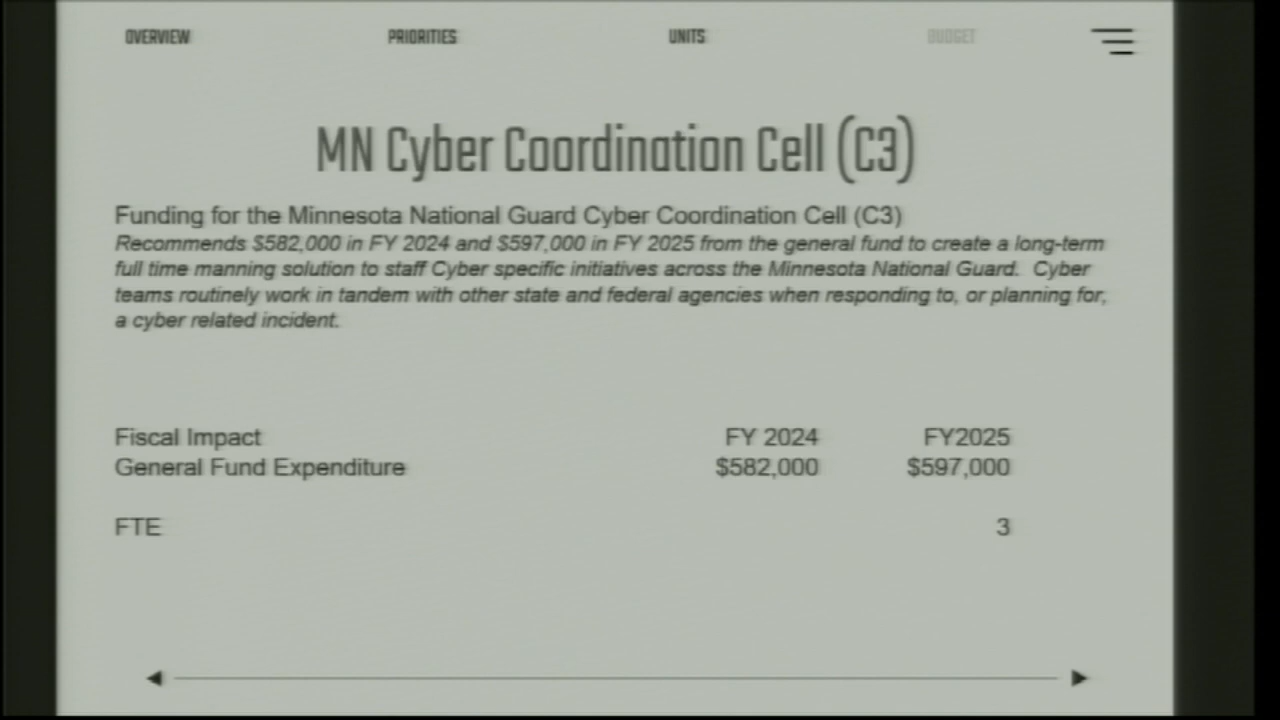 OVERVIEW PRIORITIES UNITS BUDGET
MN Cyber Coordination Cell (C3)
Funding for the Minnesota National Guard Cyber Coordination Cell (C3)
Recommends $582,000 in FY 2024 and $597,000 in FY 2025 from the general fund to create a long-term
full time manning solution to staff Cyber specific initiatives across the Minnesota National Guard. Cyber
teams routinely work in tandem with other state and federal agencies when responding to, or planning for,
a cyber related incident.
Fiscal Impact FY 2024 FY2025
General Fund Expenditure $582,000 $597,000
FTE 3